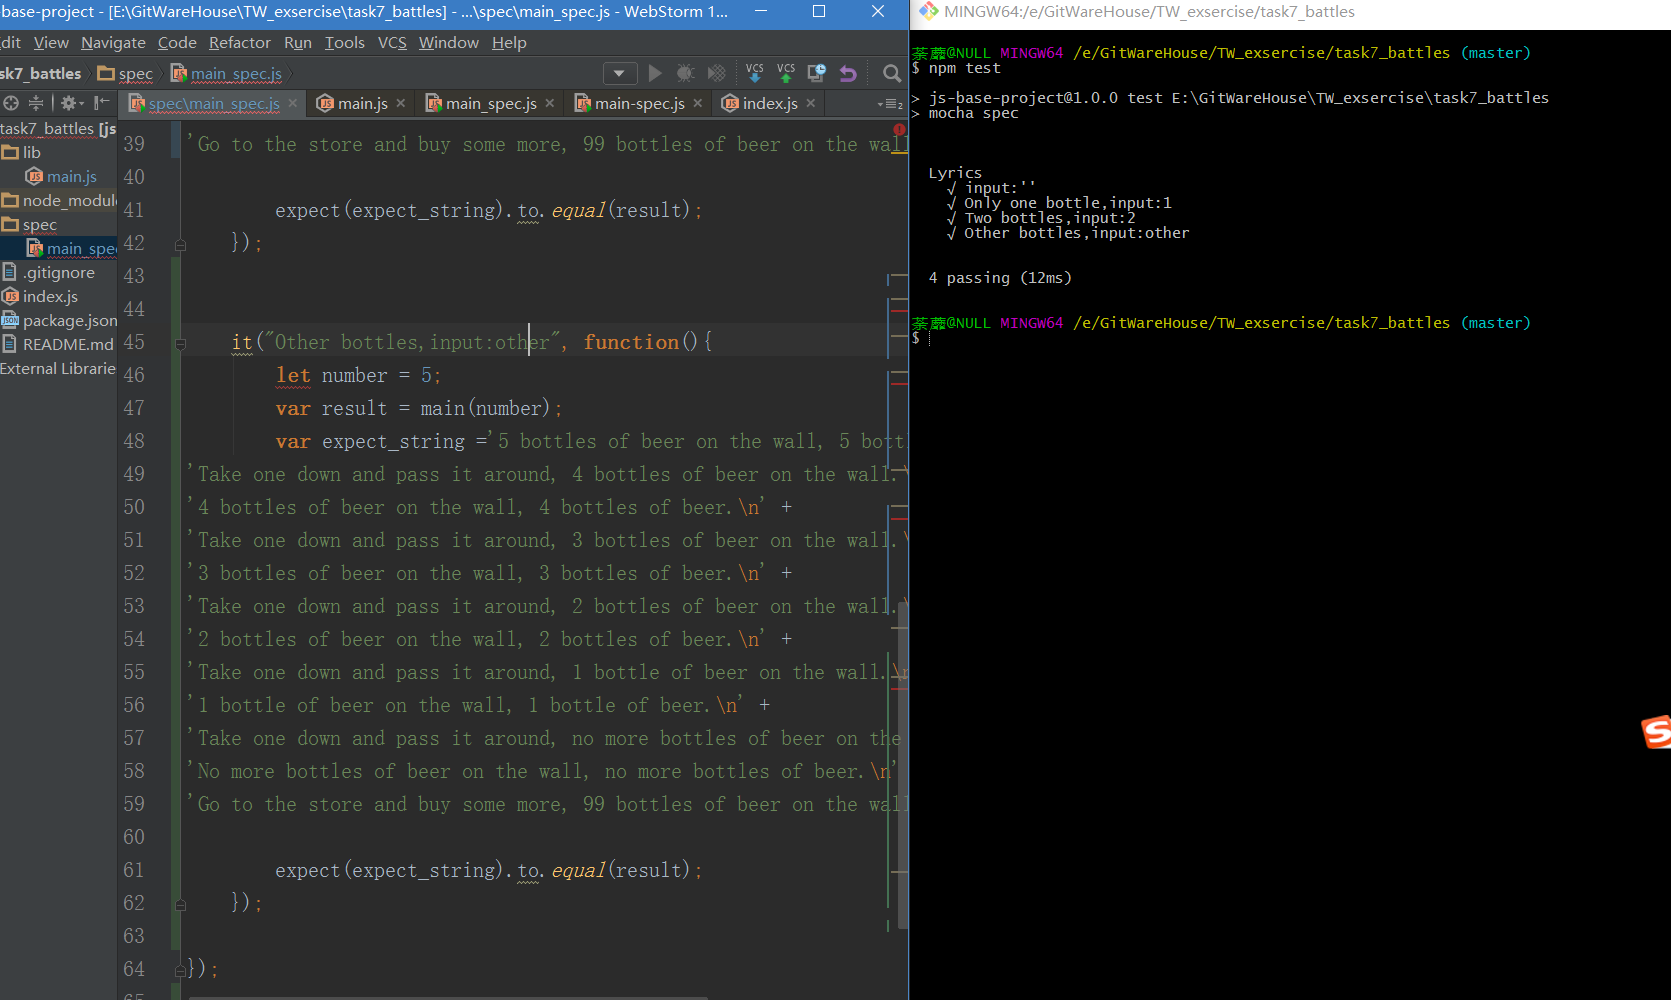 -base-project - [E:\GitWareHouse\TW_exsercise\task7_battles] - ...\spec\main_spec.js - WebStorm 1...
dit View Navigate Code Refactor Run Tools VCS Window Help
sk7_battles spec main_spec.js VCS VCS
spec\main_spec.js main.js main_spec.js main-spec.js index.js
task7_battles [js
lib
main.js
node_modul
spec
main_spec
.gitignore
index.js
package.json
README.md
External Librarie
39 'Go to the store and buy some more, 99 bottles of beer on the wall
40
41 expect(expect_string).to.equal(result);
42 });
43
44
45 it("Other bottles,input:other", function(){
46 let number = 5;
47 var result = main(number);
48 var expect_string ='5 bottles of beer on the wall, 5 bottl
49 'Take one down and pass it around, 4 bottles of beer on the wall.\
50 '4 bottles of beer on the wall, 4 bottles of beer.\n' +
51 'Take one down and pass it around, 3 bottles of beer on the wall.\
52 '3 bottles of beer on the wall, 3 bottles of beer.\n' +
53 'Take one down and pass it around, 2 bottles of beer on the wall.\
54 '2 bottles of beer on the wall, 2 bottles of beer.\n' +
55 'Take one down and pass it around, 1 bottle of beer on the wall.\n
56 '1 bottle of beer on the wall, 1 bottle of beer.\n' +
57 'Take one down and pass it around, no more bottles of beer on the
58 'No more bottles of beer on the wall, no more bottles of beer.\n'
59 'Go to the store and buy some more, 99 bottles of beer on the wall
60
61 expect(expect_string).to.equal(result);
62 });
63
64 });
65
MINGW64:/e/GitWareHouse/TW_exsercise/task7_battles
@NULL MINGW64 /e/GitWareHouse/TW_exsercise/task7_battles (master)
$ npm test
> js-base-project@1.0.0 test E:\GitWareHouse\TW_exsercise\task7_battles
> mocha spec
Lyrics
√ input:''
√ Only one bottle,input:1
√ Two bottles,input:2
√ Other bottles,input:other
4 passing (12ms)
@NULL MINGW64 /e/GitWareHouse/TW_exsercise/task7_battles (master)
$